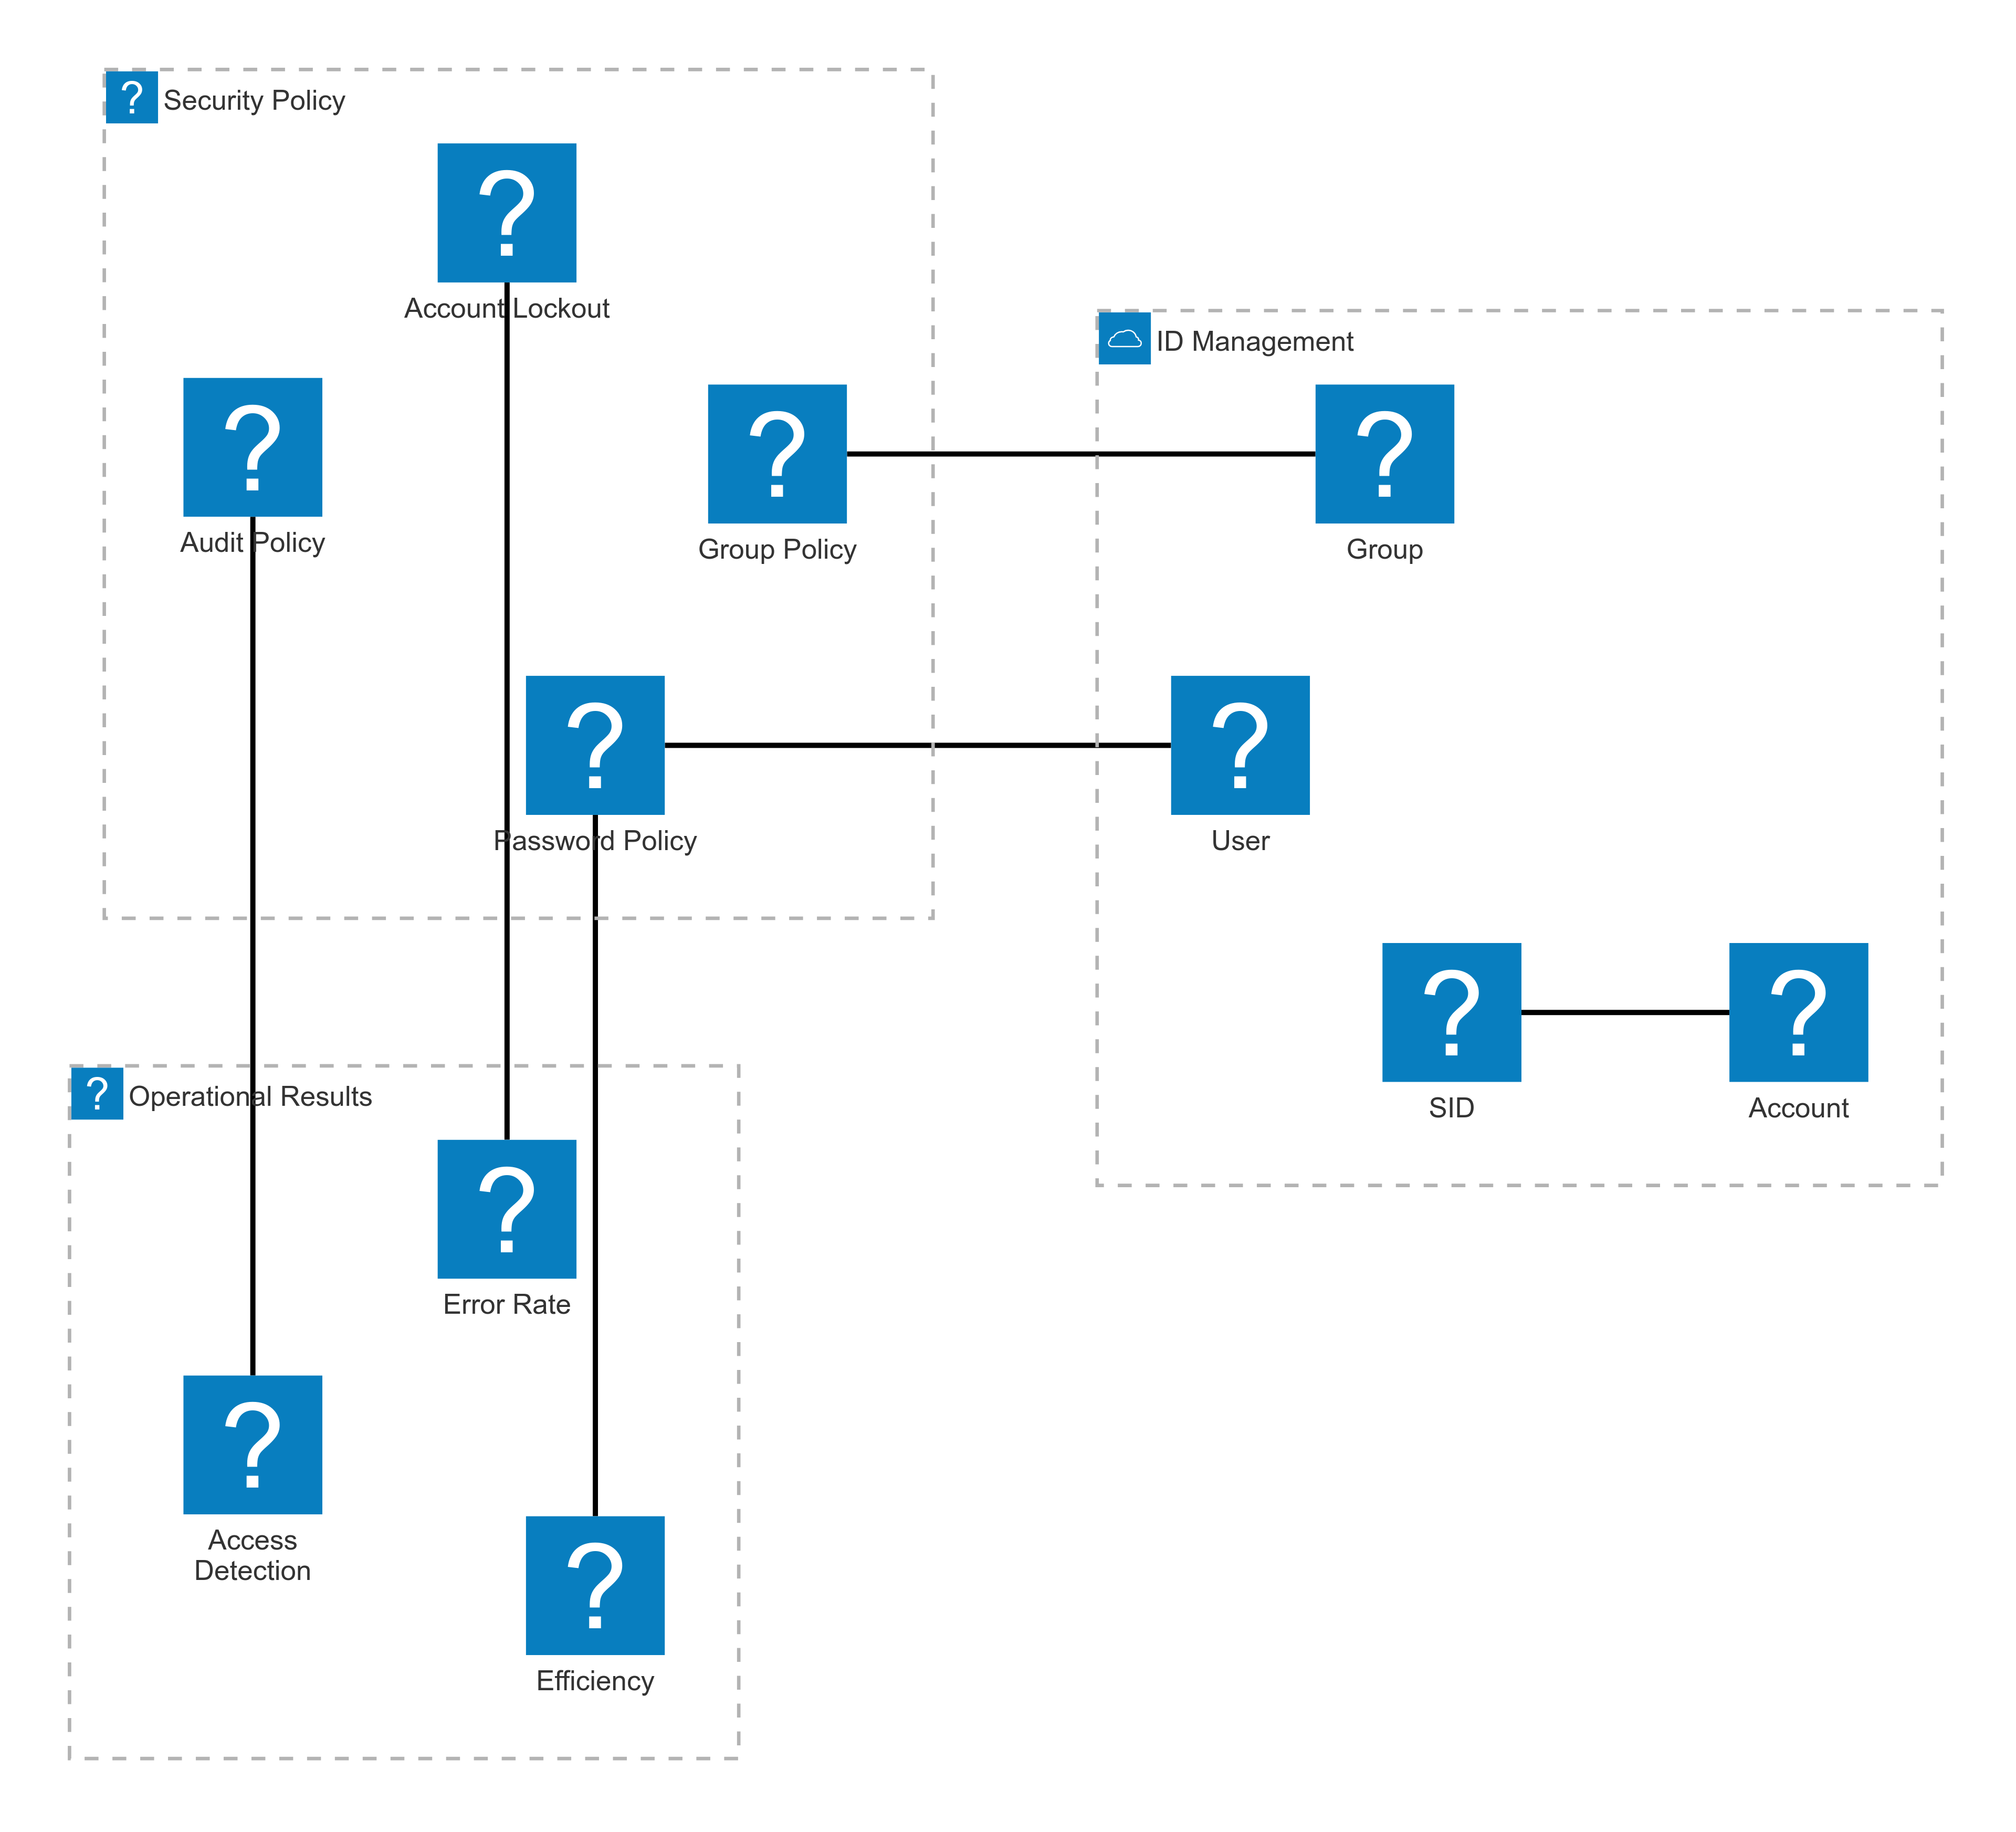 Security Policy
Account Lockout
Audit Policy
Group Policy
Password Policy
ID Management
Group
User
SID
Account
Operational Results
Error Rate
Access
Detection
Efficiency